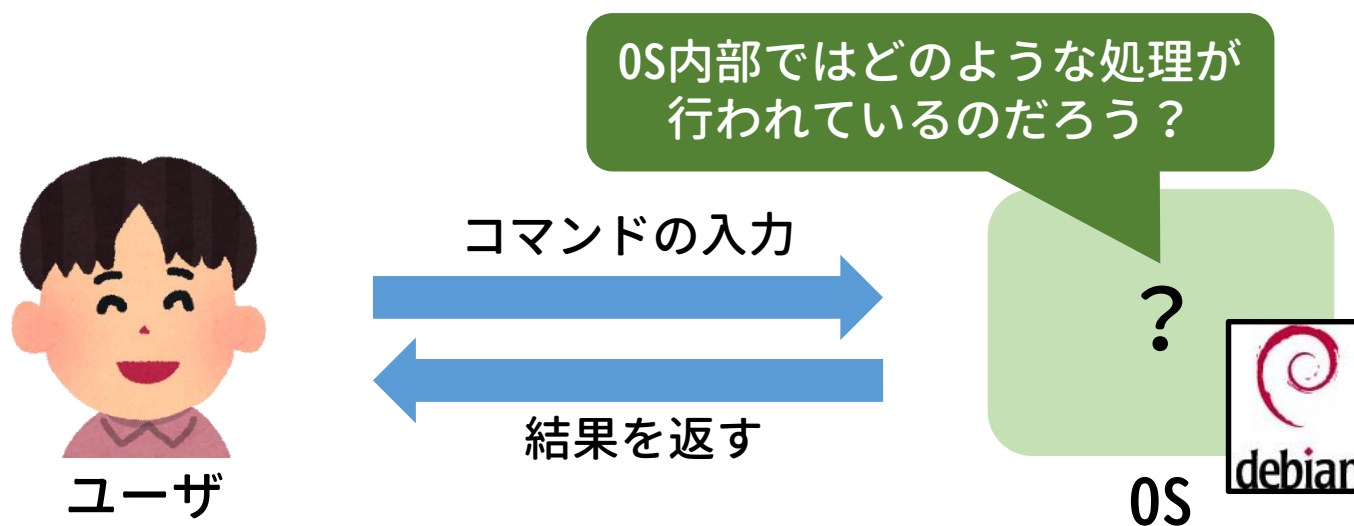 OS内部ではどのような処理が
行われているのだろう？
コマンドの入力
？
結果を返す
debian
ユーザ
OS